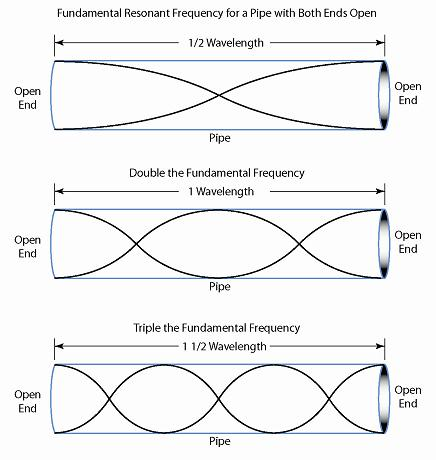 Fundamental Resonant Frequency for a Pipe with Both Ends Open
1/2 Wavelength
Open
End
Open
End
Pipe
Double the Fundamental Frequency
1 Wavelength
Open
End
Open
End
Pipe
Triple the Fundamental Frequency
1 1/2 Wavelength
Open
End
Open
End
Pipe